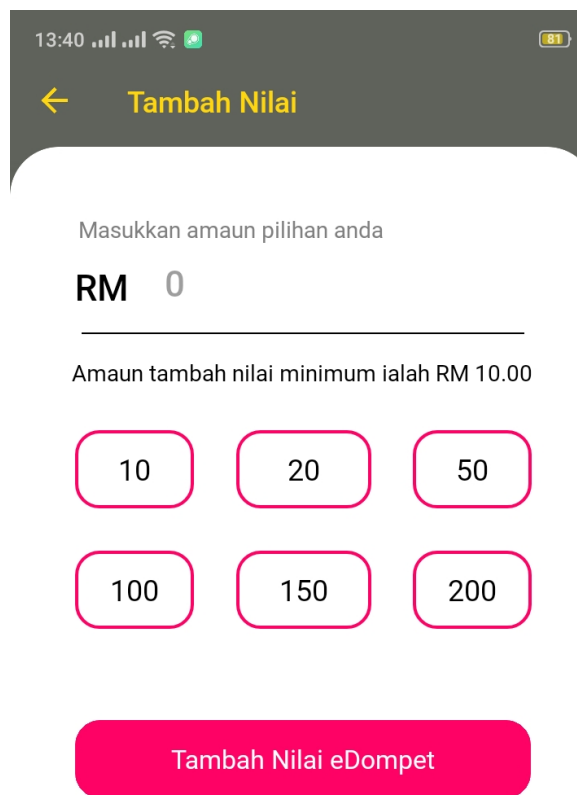 13:40
81
Tambah Nilai
Masukkan amaun pilihan anda
RM 0
Amaun tambah nilai minimum ialah RM 10.00
10 20 50
100 150 200
Tambah Nilai eDompet